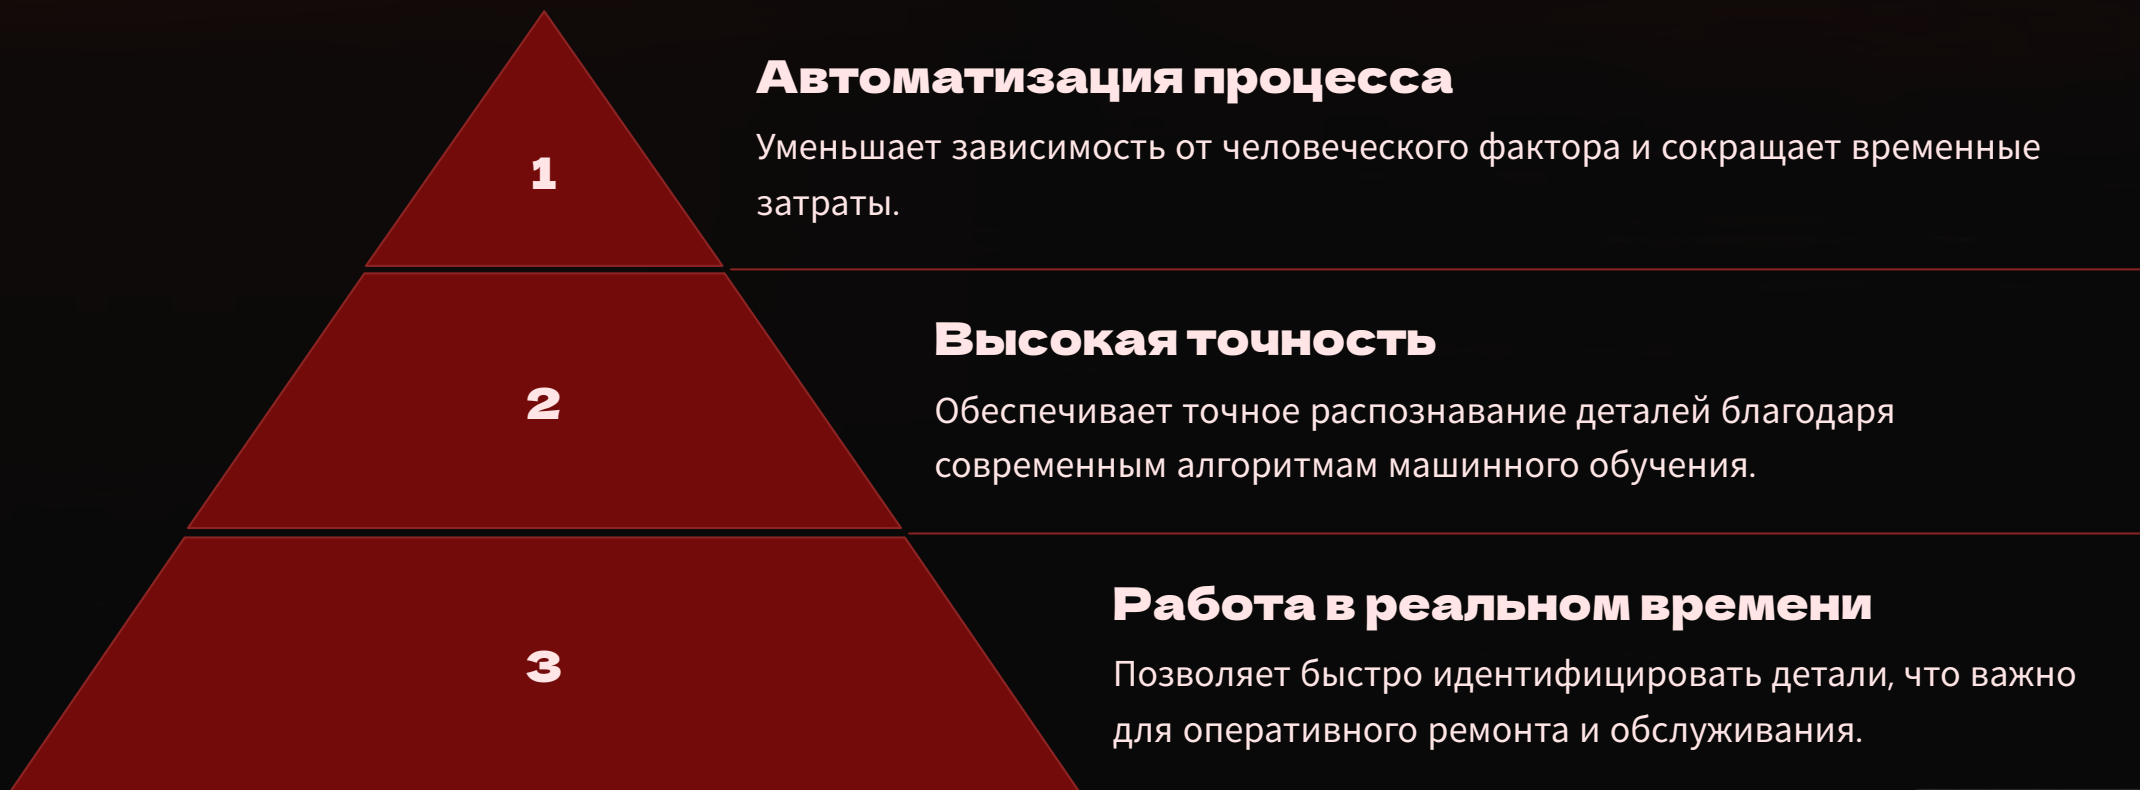 1
Автоматизация процесса
Уменьшает зависимость от человеческого фактора и сокращает временные
затраты.
2
Высокая точность
Обеспечивает точное распознавание деталей благодаря
современным алгоритмам машинного обучения.
3
Работа в реальном времени
Позволяет быстро идентифицировать детали, что важно
для оперативного ремонта и обслуживания.